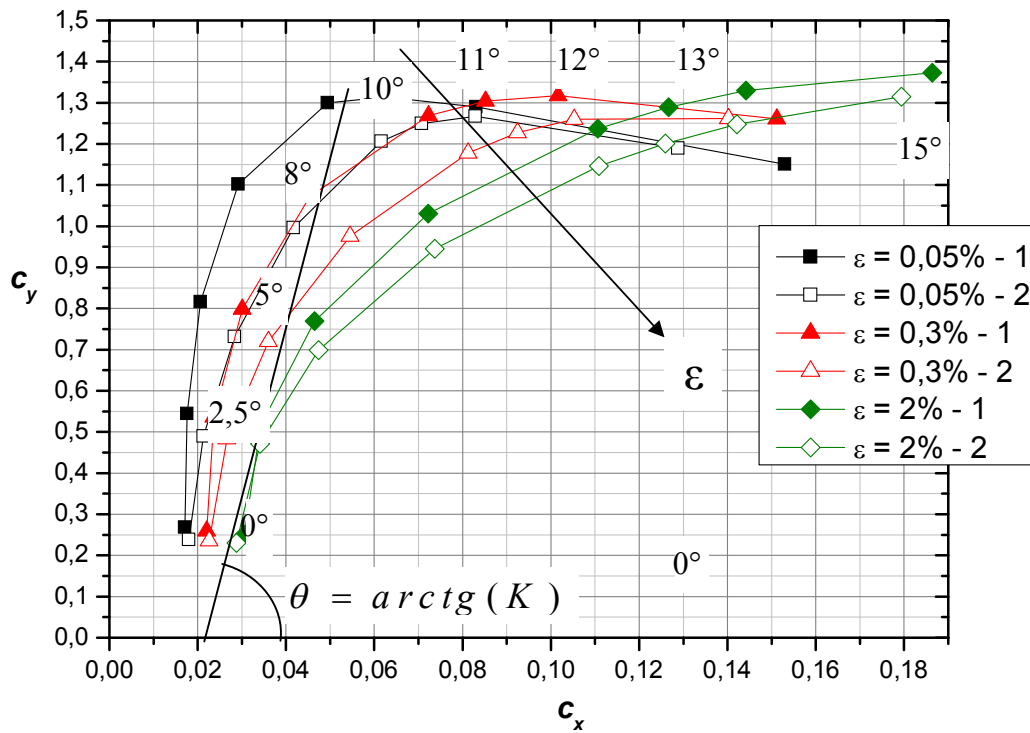 1,5
1,4
1,3
1,2
1,1
1,0
0,9
0,8
0,7
0,6
0,5
0,4
0,3
0,2
0,1
0,0
c_y
0,00 0,02 0,04 0,06 0,08 0,10 0,12 0,14 0,16 0,18
c_x
10° 11° 12° 13°
15°
8°
5°
2,5°
0°
0°
ε
θ = arctg(K)
ε = 0,05% - 1
ε = 0,05% - 2
ε = 0,3% - 1
ε = 0,3% - 2
ε = 2% - 1
ε = 2% - 2